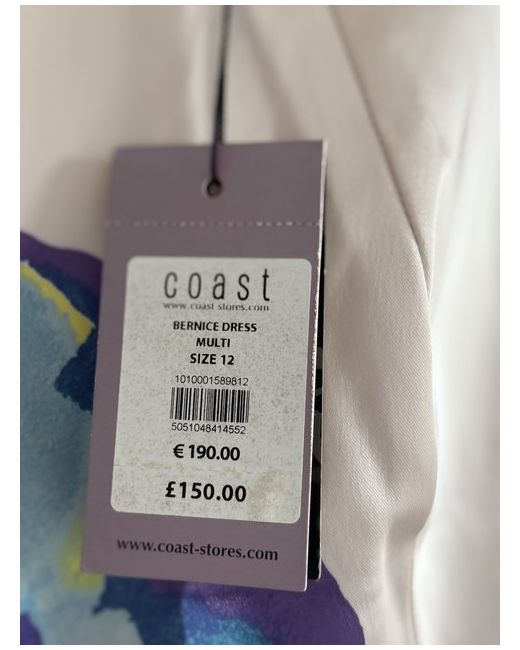 coast
www.coast-stores.com
BERNICE DRESS
MULTI
SIZE 12
1010001589812
5051048414552
€ 190.00
£150.00
www.coast-stores.com